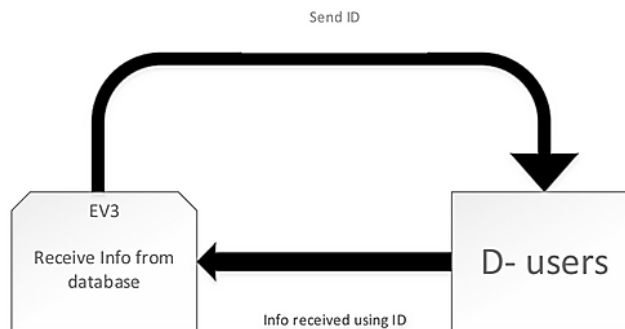 Send ID
EV3
Receive Info from
database
D- users
Info received using ID